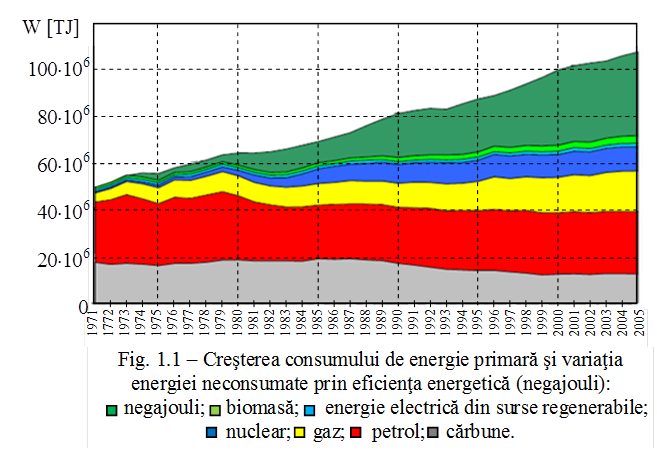 W [TJ]
100·10⁶
80·10⁶
60·10⁶
40·10⁶
20·10⁶
0
1971 1772 1973 1974 1975 1976 1977 1978 1979 1980 1981 1982 1983 1984 1985 1986 1987 1988 1989 1990 1991 1992 1993 1994 1995 1996 1997 1998 1999 2000 2001 2002 2003 2004 2005
Fig. 1.1 – Creşterea consumului de energie primară şi variaţia
energiei neconsumate prin eficienţa energetică (negajouli):
negajouli; biomasă; energie electrică din surse regenerabile;
nuclear; gaz; petrol; cărbune.